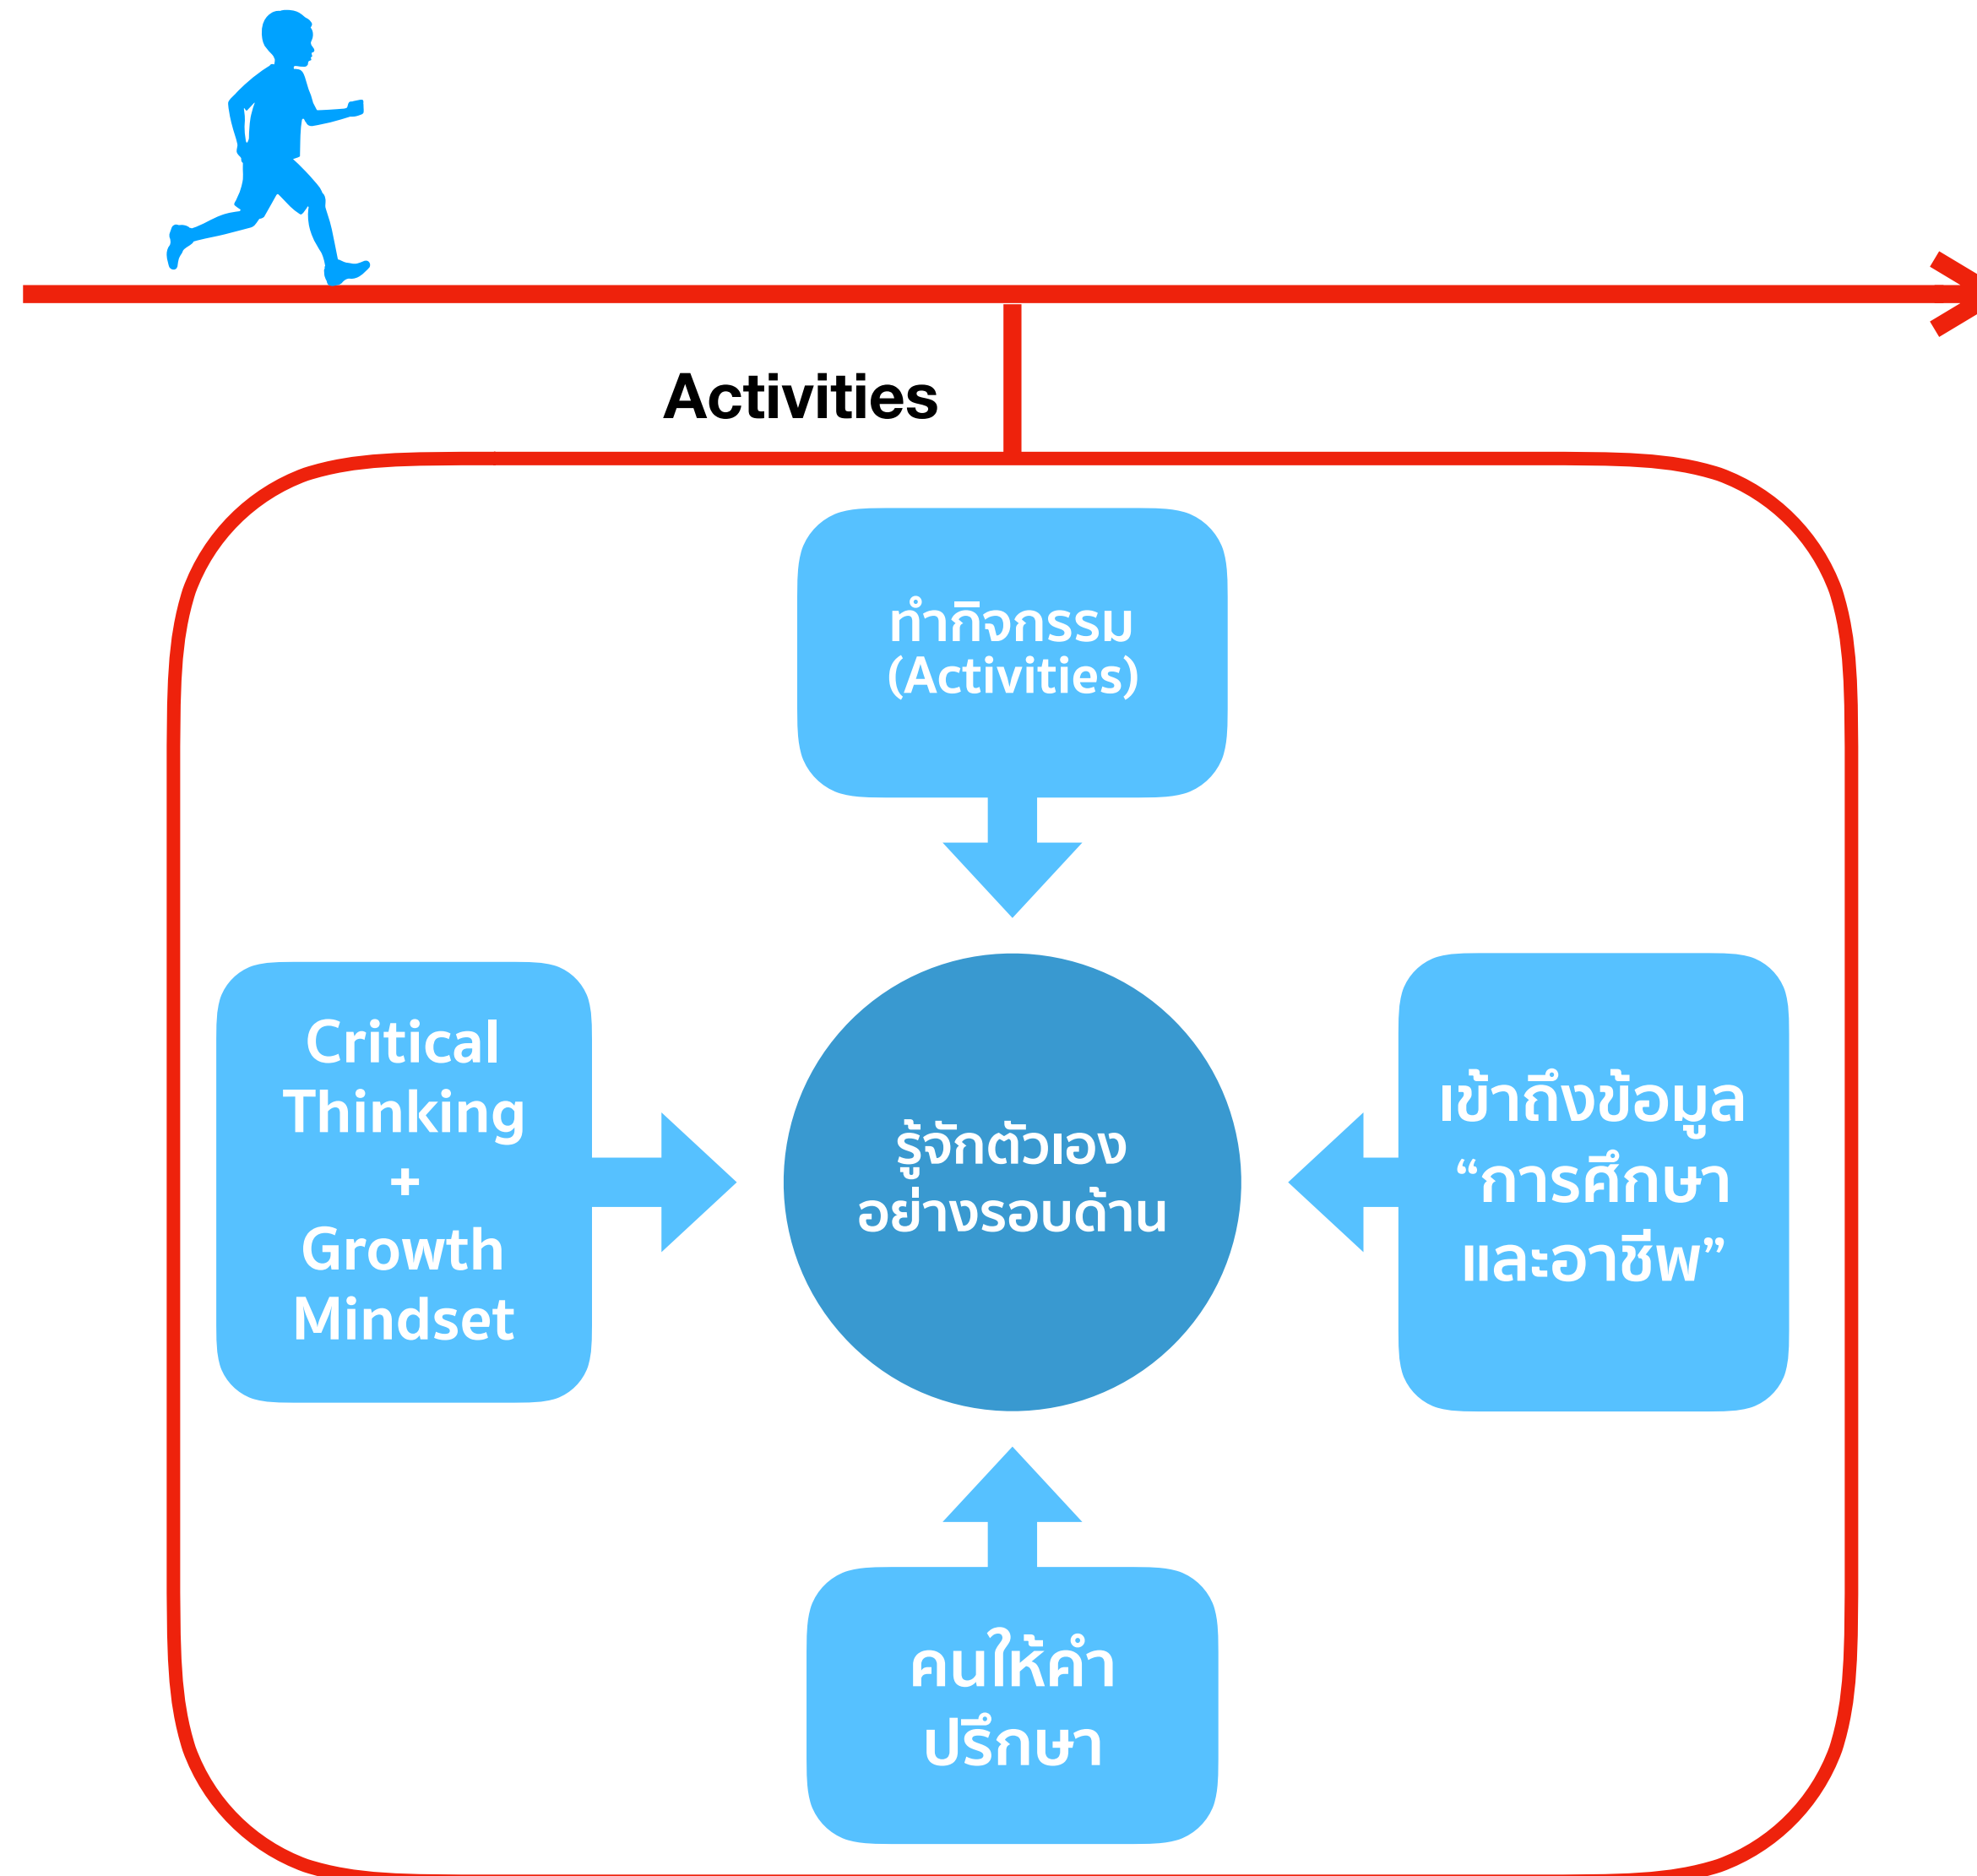 Activities
ทำกิจกรรม
(Activities)
Critical
Thinking
+
Growth
Mindset
รู้จักตัวเอง
อย่างรอบด้าน
เข้าถึงข้อมูล
“การศึกษา
และอาชีพ”
คนให้คำ
ปรึกษา